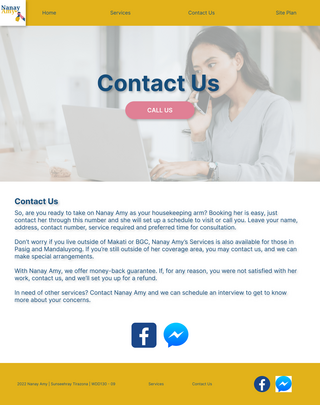 Nanay
Amy
Home
Services
Contact Us
Site Plan
Contact Us
CALL US
Contact Us
So, are you ready to take on Nanay Amy as your housekeeping arm? Booking her is easy, just
contact her through this number and she will set up a schedule to visit or call you. Leave your name,
address, contact number, service required and preferred time for consultation.
Don't worry if you live outside of Makati or BGC, Nanay Amy's Services is also available for those in
Pasig and Mandaluyong. If you're still outside of her coverage area, you may contact us, and we can
make special arrangements.
With Nanay Amy, we offer money-back guarantee. If, for any reason, you were not satisfied with her
work, contact us, and we'll set you up for a refund.
In need of other services? Contact Nanay Amy and we can schedule an interview to get to know
more about your concerns.
2022 Nanay Amy |
Services
Contact Us